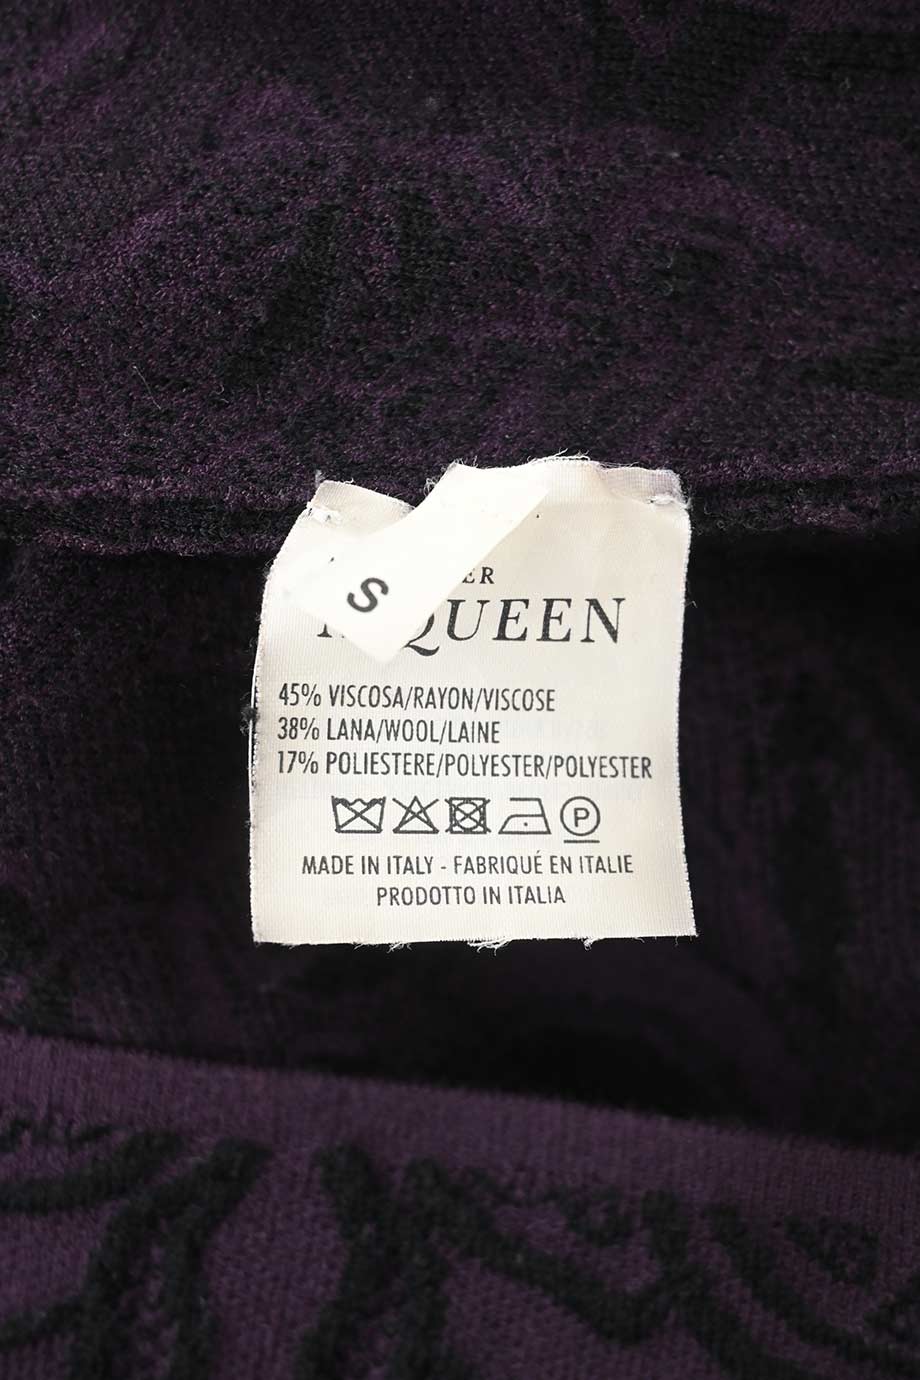 S
ER
QUEEN
45% VISCOSA/RAYON/VISCOSE
38% LANA/WOOL/LAINE
17% POLIESTERE/POLYESTER/POLYESTER
P
MADE IN ITALY - FABRIQUÉ EN ITALIE
PRODOTTO IN ITALIA